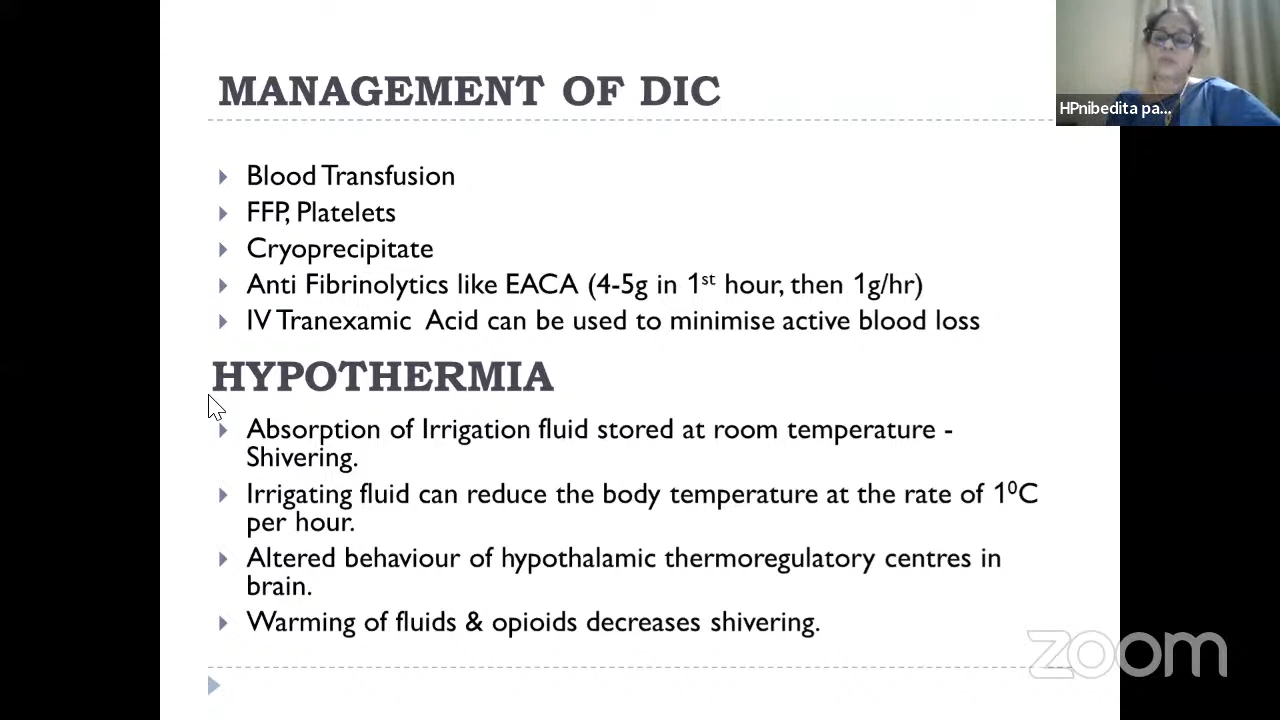 MANAGEMENT OF DIC
HPnibedita pa...
Blood Transfusion
FFP, Platelets
Cryoprecipitate
Anti Fibrinolytics like EACA (4-5g in 1st hour, then 1g/hr)
IV Tranexamic Acid can be used to minimise active blood loss
HYPOTHERMIA
Absorption of Irrigation fluid stored at room temperature -
Shivering.
Irrigating fluid can reduce the body temperature at the rate of 1⁰C
per hour.
Altered behaviour of hypothalamic thermoregulatory centres in
brain.
Warming of fluids & opioids decreases shivering.
zoom